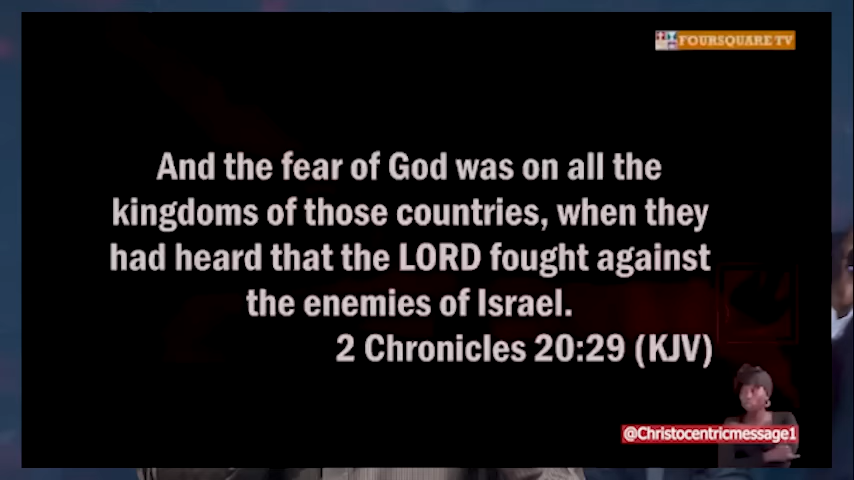 FOURSQUARE TV
And the fear of God was on all the
kingdoms of those countries, when they
had heard that the LORD fought against
the enemies of Israel.
2 Chronicles 20:29 (KJV)
@Christocentricmessage1